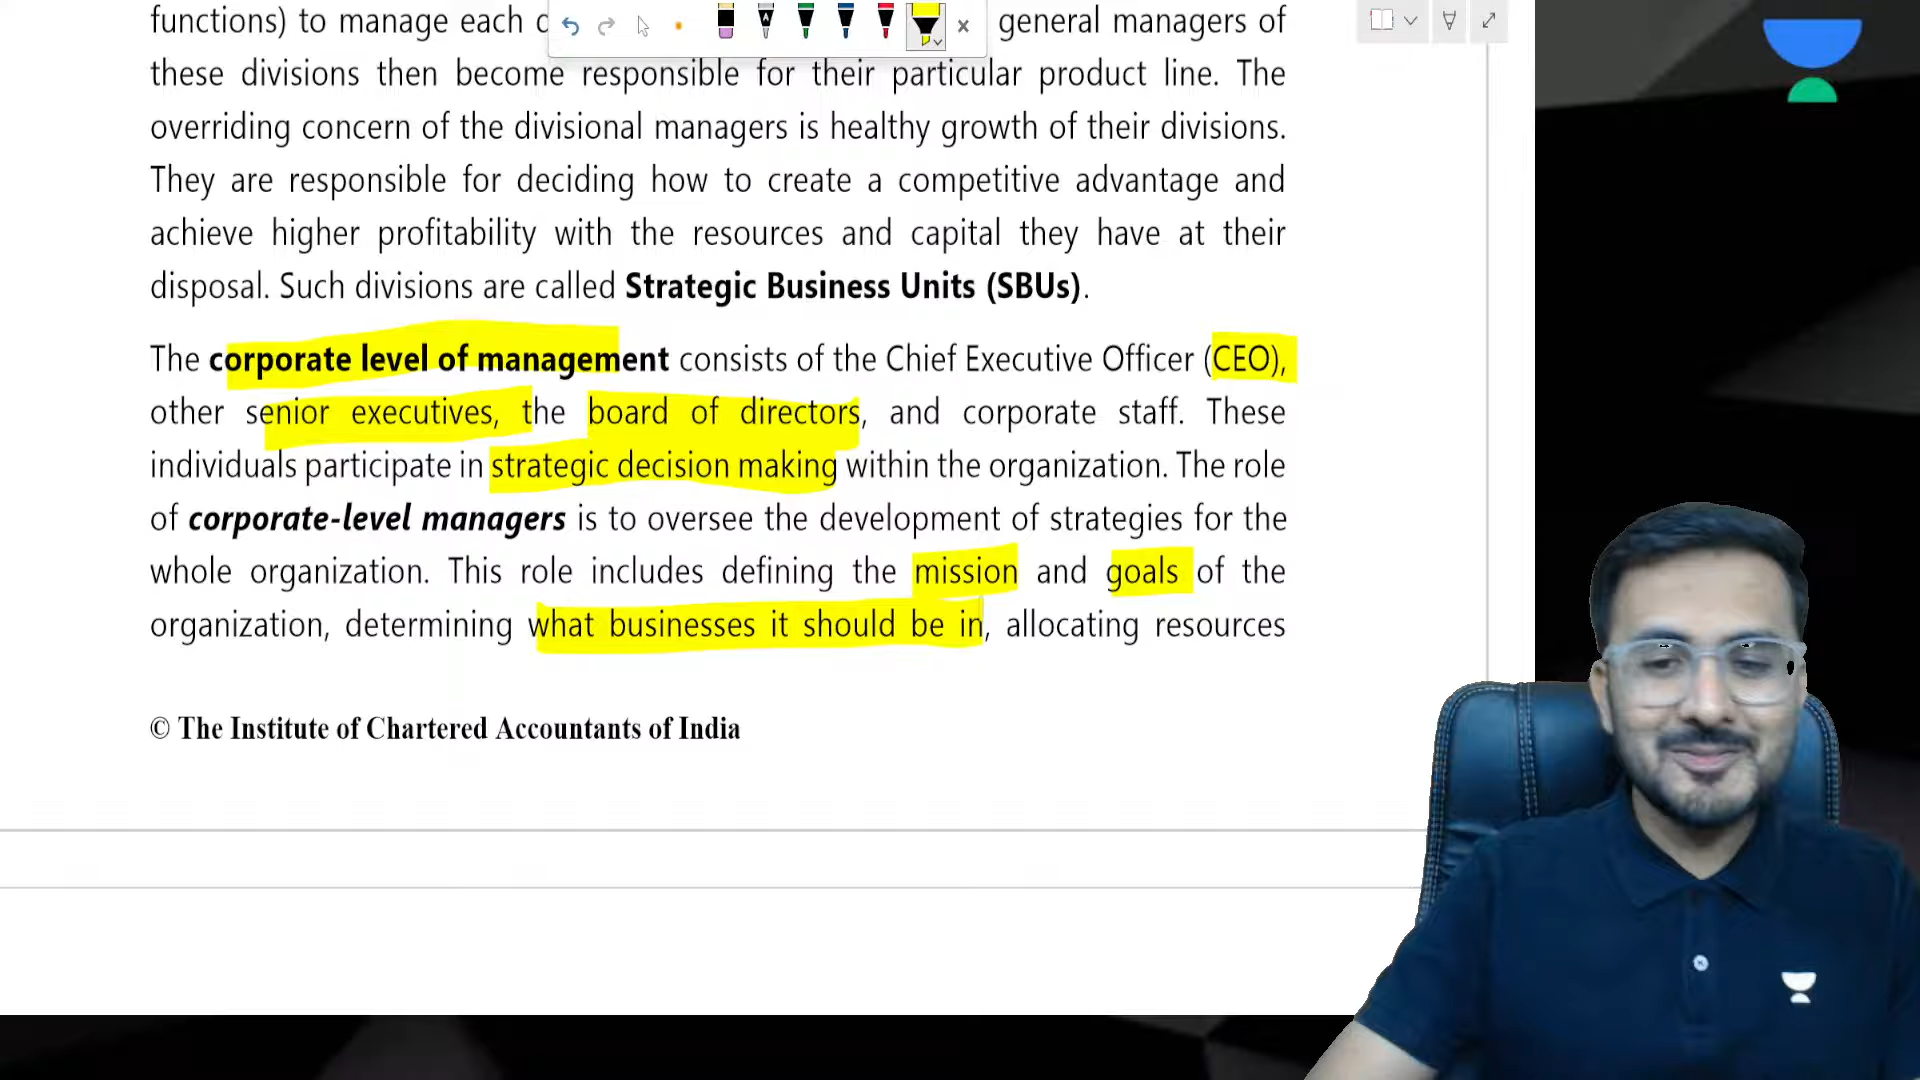 functions) to manage each general managers of
these divisions then become responsible for their particular product line. The
overriding concern of the divisional managers is healthy growth of their divisions.
They are responsible for deciding how to create a competitive advantage and
achieve higher profitability with the resources and capital they have at their
disposal. Such divisions are called Strategic Business Units (SBUs).
The corporate level of management consists of the Chief Executive Officer (CEO),
other senior executives, the board of directors, and corporate staff. These
individuals participate in strategic decision making within the organization. The role
of corporate-level managers is to oversee the development of strategies for the
whole organization. This role includes defining the mission and goals of the
organization, determining what businesses it should be in, allocating resources
© The Institute of Chartered Accountants of India